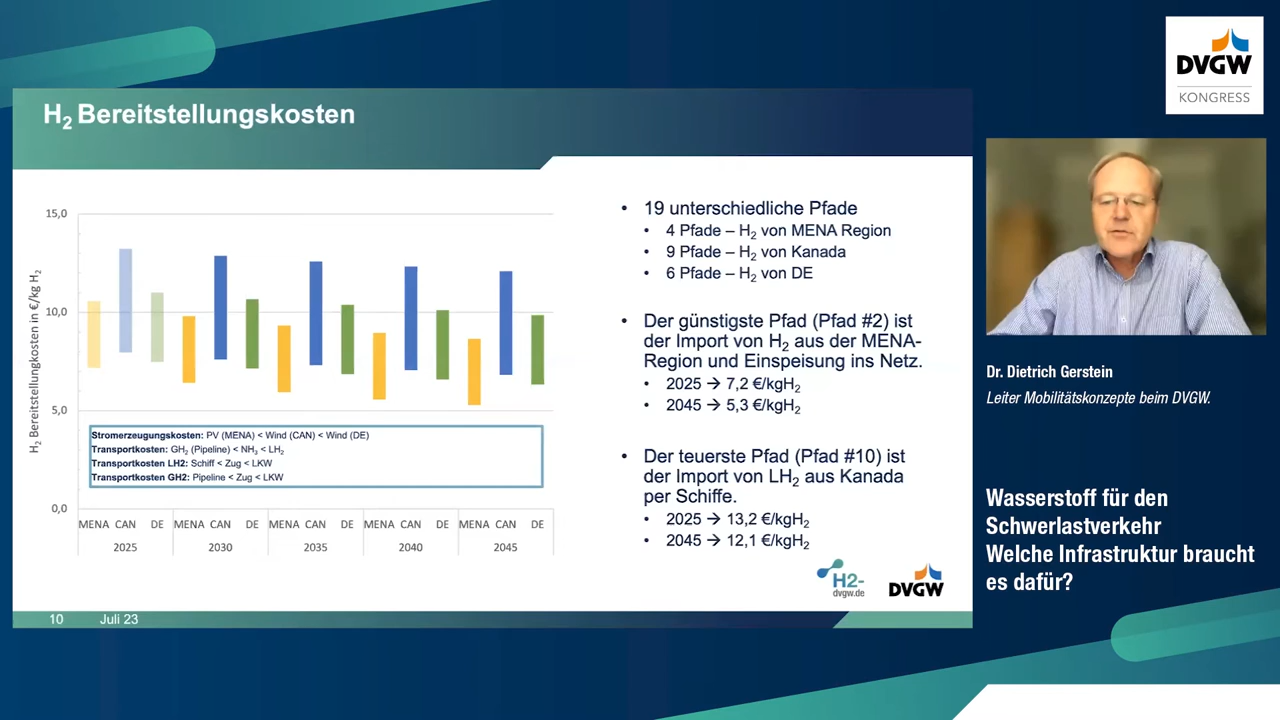 DVGW
KONGRESS
H₂ Bereitstellungskosten
H₂ Bereitstellungskosten in €/kg H₂
15,0
10,0
5,0
0,0
Stromerzeugungskosten: PV (MENA) < Wind (CAN) < Wind (DE)
Transportkosten: GH₂ (Pipeline) < NH₃ < LH₂
Transportkosten LH2: Schiff < Zug < LKW
Transportkosten GH2: Pipeline < Zug < LKW
MENA CAN DE MENA CAN DE MENA CAN DE MENA CAN DE MENA CAN DE
2025 2030 2035 2040 2045
• 19 unterschiedliche Pfade
• 4 Pfade – H₂ von MENA Region
• 9 Pfade – H₂ von Kanada
• 6 Pfade – H₂ von DE
• Der günstigste Pfad (Pfad #2) ist
der Import von H₂ aus der MENA-
Region und Einspeisung ins Netz.
• 2025 → 7,2 €/kgH₂
• 2045 → 5,3 €/kgH₂
• Der teuerste Pfad (Pfad #10) ist
der Import von LH₂ aus Kanada
per Schiffe.
• 2025 → 13,2 €/kgH₂
• 2045 → 12,1 €/kgH₂
H2-
dvgw.de
DVGW
10 Juli 23
Dr. Dietrich Gerstein
Leiter Mobilitätskonzepte beim DVGW.
Wasserstoff für den
Schwerlastverkehr
Welche Infrastruktur braucht
es dafür?